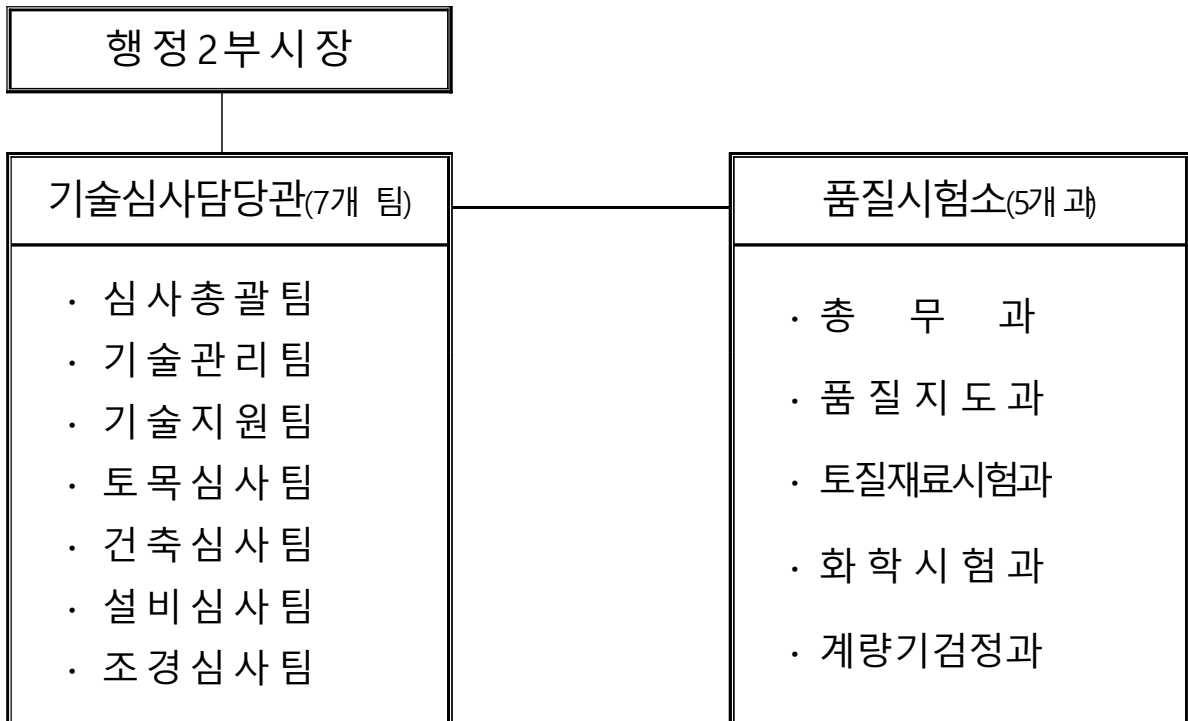 행정2부시장
기술심사담당관(7개 팀)
· 심사총괄팀
· 기술관리팀
· 기술지원팀
· 토목심사팀
· 건축심사팀
· 설비심사팀
· 조경심사팀
품질시험소(5개 과)
· 총 무 과
· 품질지도과
· 토질재료시험과
· 화학시험과
· 계량기검정과